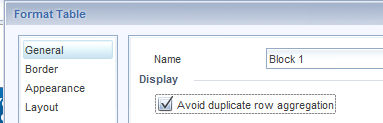 Format Table
General
Border
Appearance
Layout
Name
Block 1
Display
Avoid duplicate row aggregation